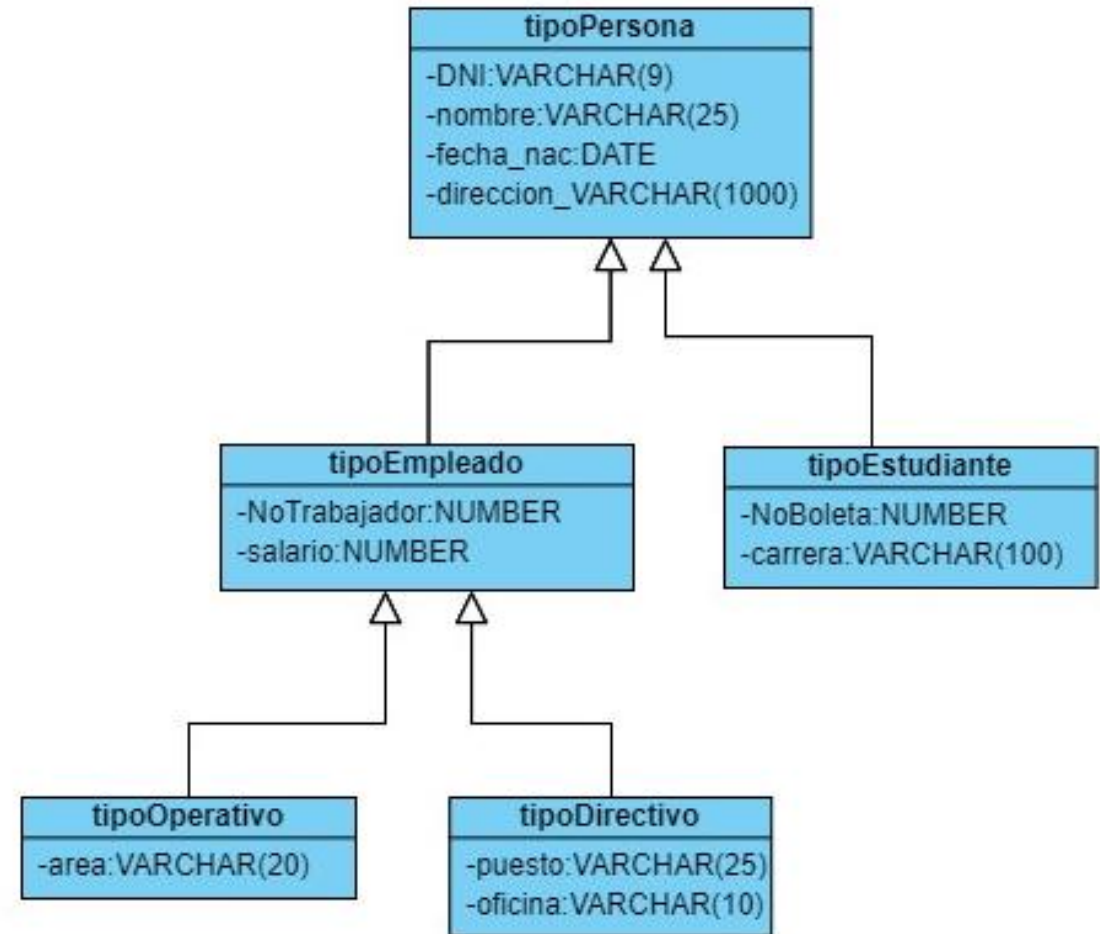 tipoPersona
-DNI:VARCHAR(9)
-nombre:VARCHAR(25)
-fecha_nac:DATE
-direccion_VARCHAR(1000)
tipoEmpleado
-NoTrabajador:NUMBER
-salario:NUMBER
tipoEstudiante
-NoBoleta:NUMBER
-carrera:VARCHAR(100)
tipoOperativo
-area:VARCHAR(20)
tipoDirectivo
-puesto:VARCHAR(25)
-oficina:VARCHAR(10)